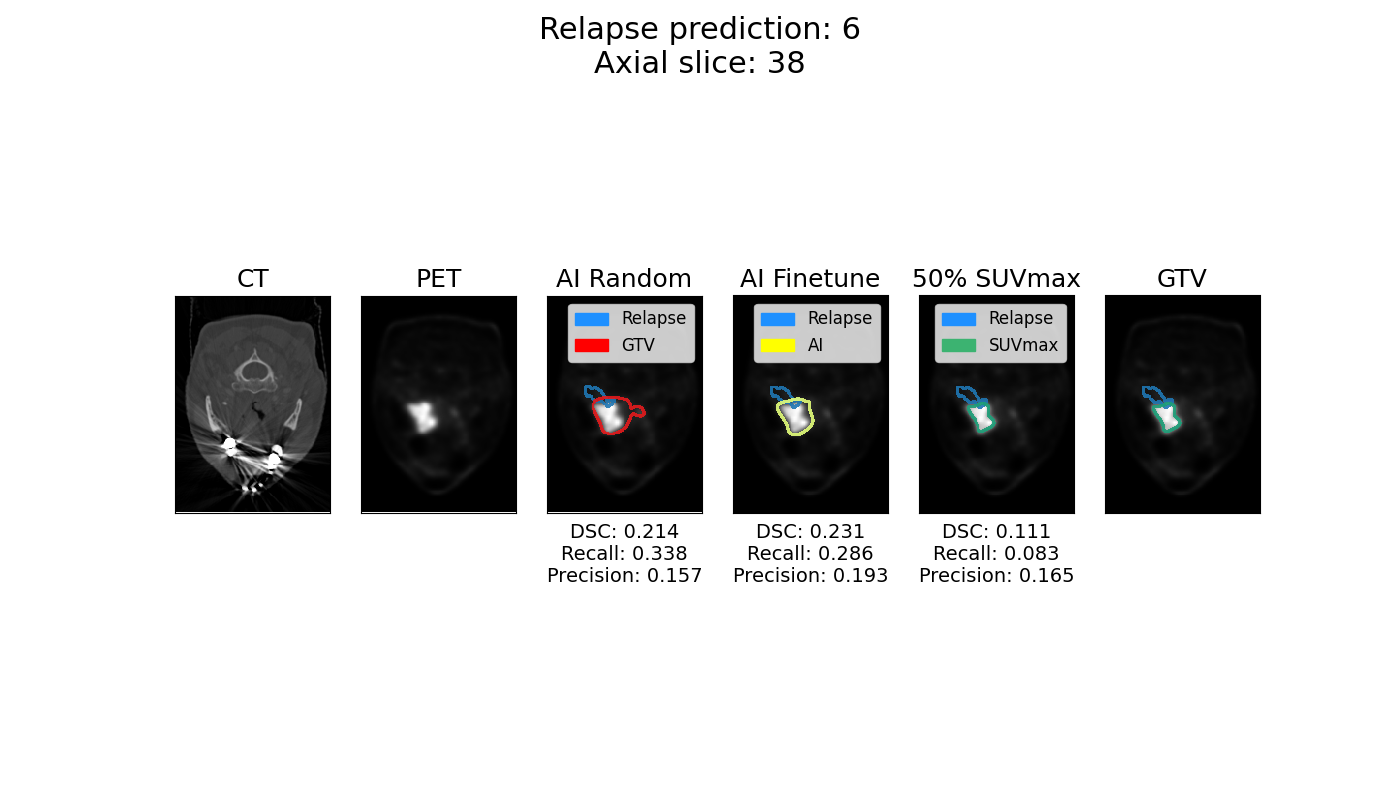 Relapse prediction: 6
Axial slice: 38
CT
PET
AI Random
AI Finetune
50% SUVmax
GTV
Relapse
GTV
Relapse
AI
Relapse
SUVmax
DSC: 0.214
Recall: 0.338
Precision: 0.157
DSC: 0.231
Recall: 0.286
Precision: 0.193
DSC: 0.111
Recall: 0.083
Precision: 0.165